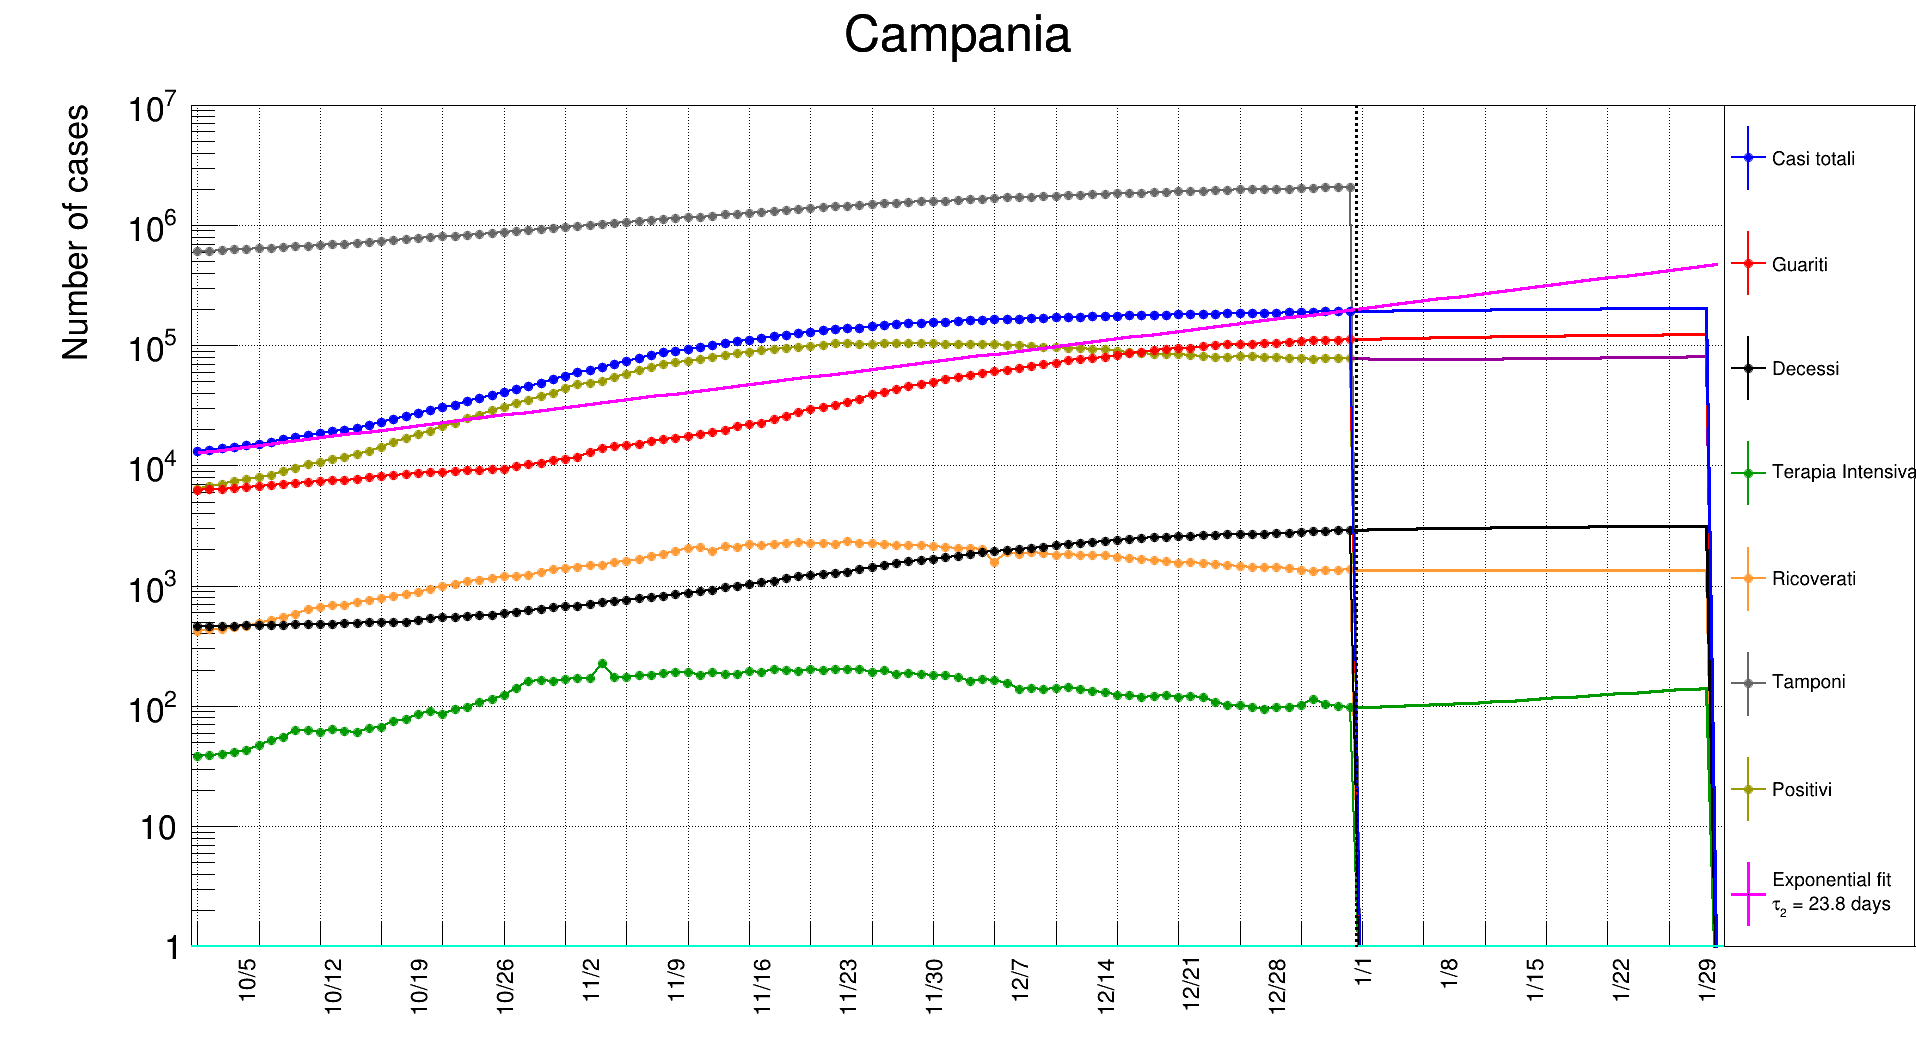 Campania
Number of cases
10^7
10^6
10^5
10^4
10^3
10^2
10
1
10/5
10/12
10/19
10/26
11/2
11/9
11/16
11/23
11/30
12/7
12/14
12/21
12/28
1/1
1/8
1/15
1/22
1/29
Casi totali
Guariti
Decessi
Terapia Intensiva
Ricoverati
Tamponi
Positivi
Exponential fit
τ₂ = 23.8 days